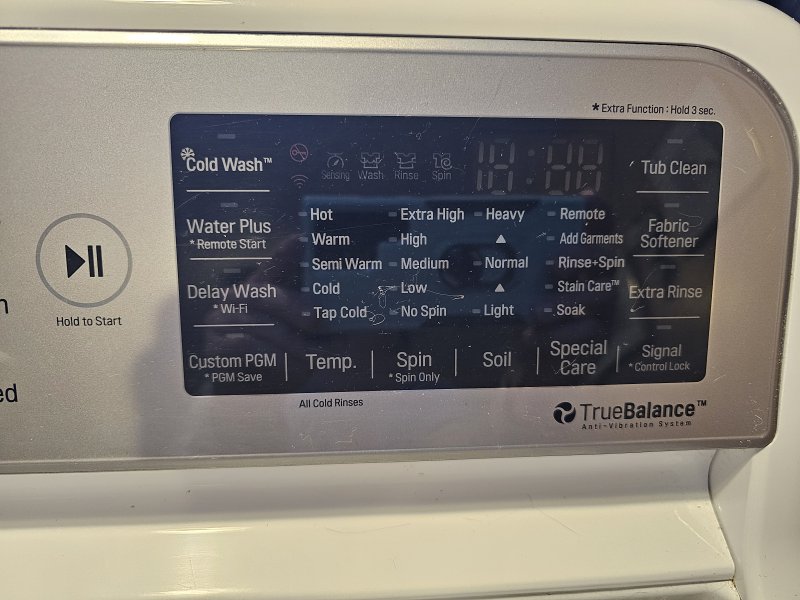 * Extra Function : Hold 3 sec.
Cold Wash™
Sensing Wash Rinse Spin
18:88
Tub Clean
Water Plus
* Remote Start
Hot Extra High Heavy Remote
Warm High ▲ Add Garments
Fabric
Softener
Semi Warm Medium Normal Rinse+Spin
Delay Wash
* Wi-Fi
Cold Low ▲ Stain Care™
Extra Rinse
Tap Cold No Spin Light Soak
Hold to Start
Custom PGM
* PGM Save
Temp.
Spin
* Spin Only
Soil
Special
Care
Signal
* Control Lock
All Cold Rinses
TrueBalance™
Anti-Vibration System